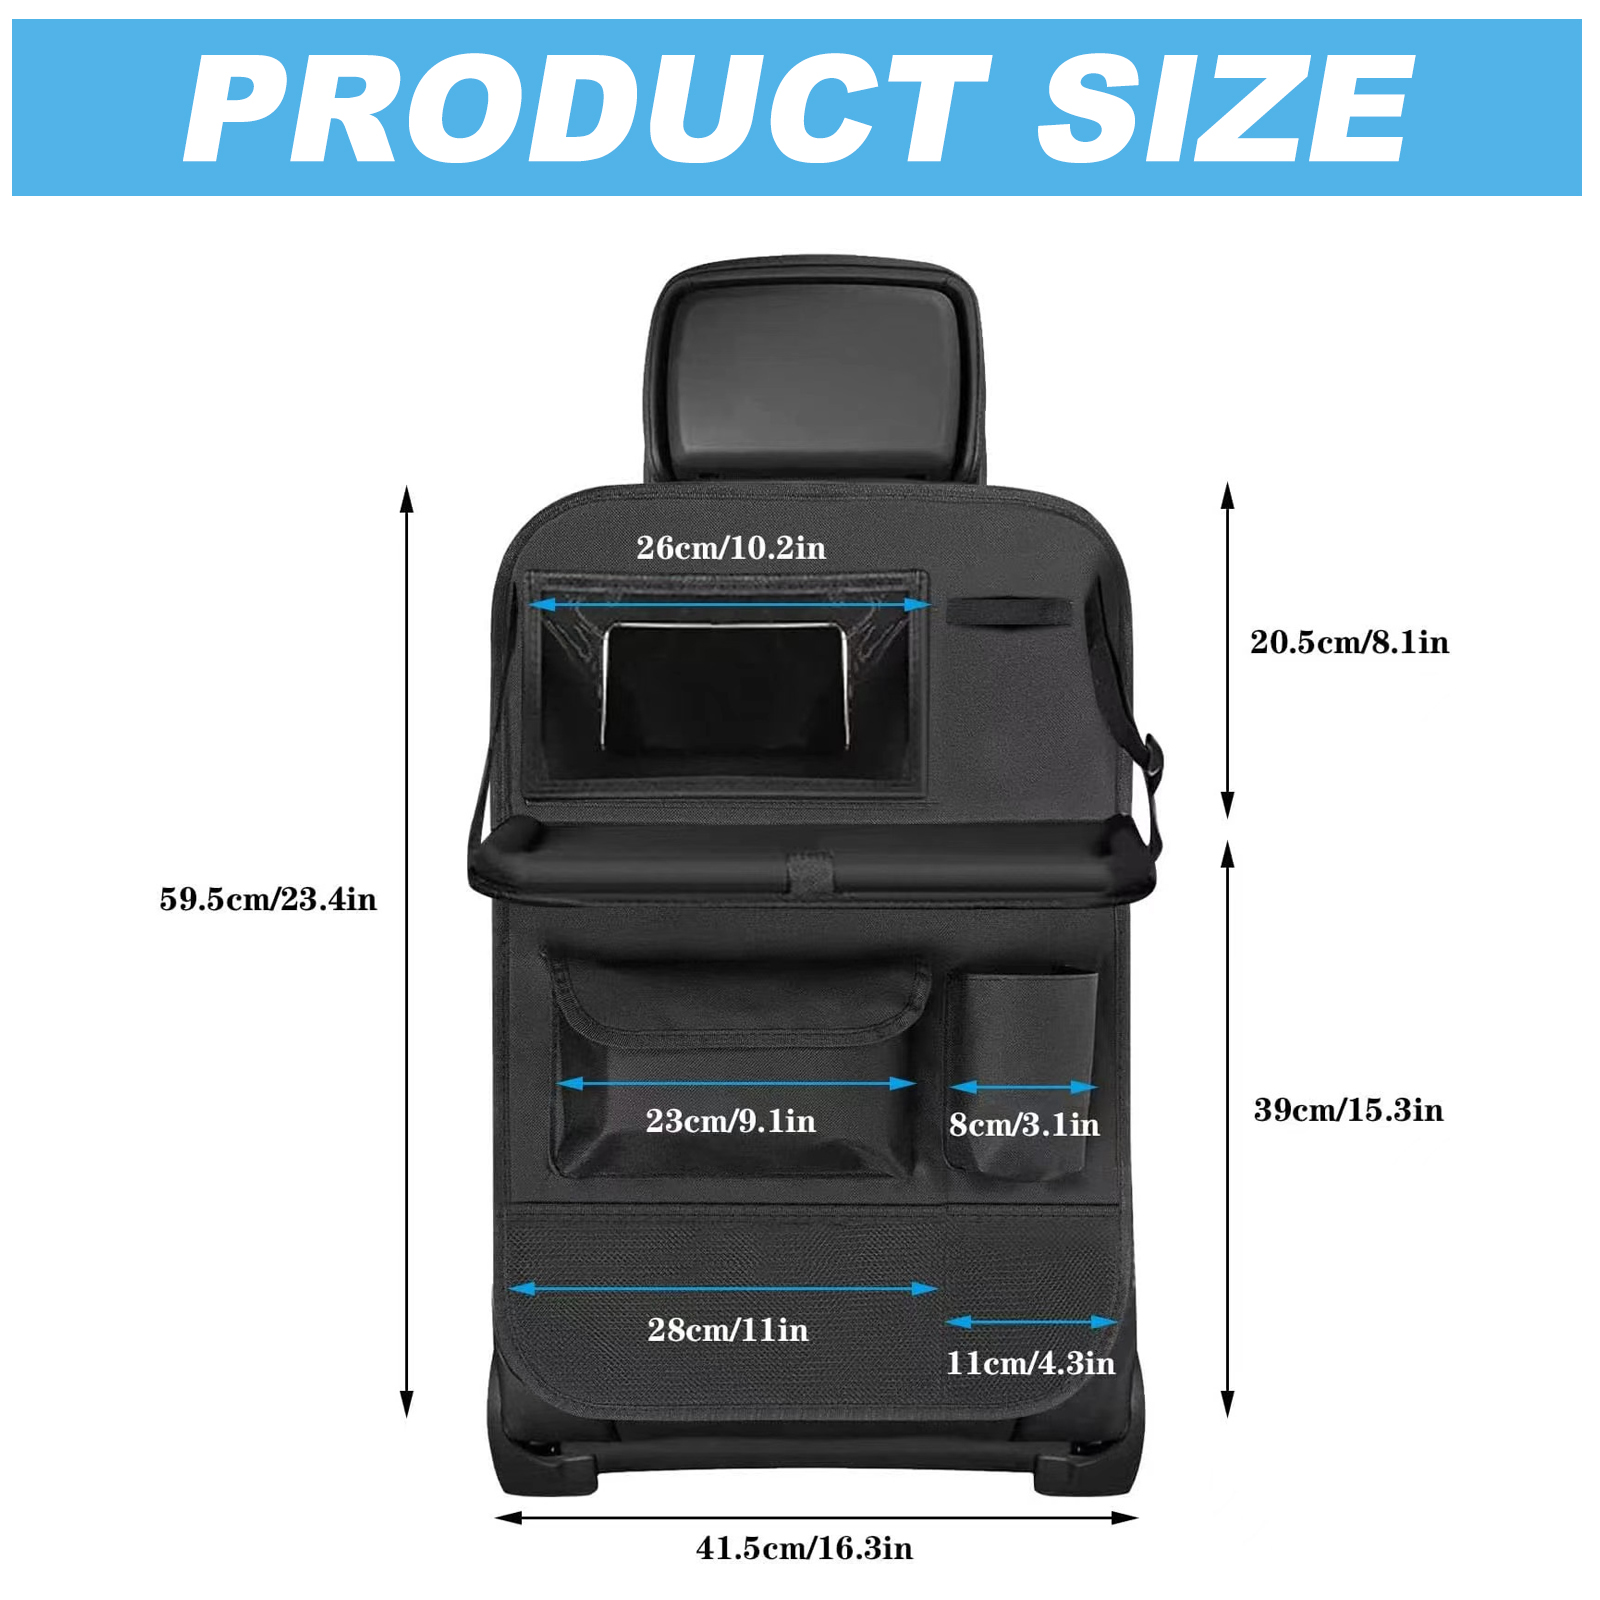 PRODUCT SIZE
26cm/10.2in
20.5cm/8.1in
59.5cm/23.4in
23cm/9.1in
8cm/3.1in
39cm/15.3in
28cm/11in
11cm/4.3in
41.5cm/16.3in